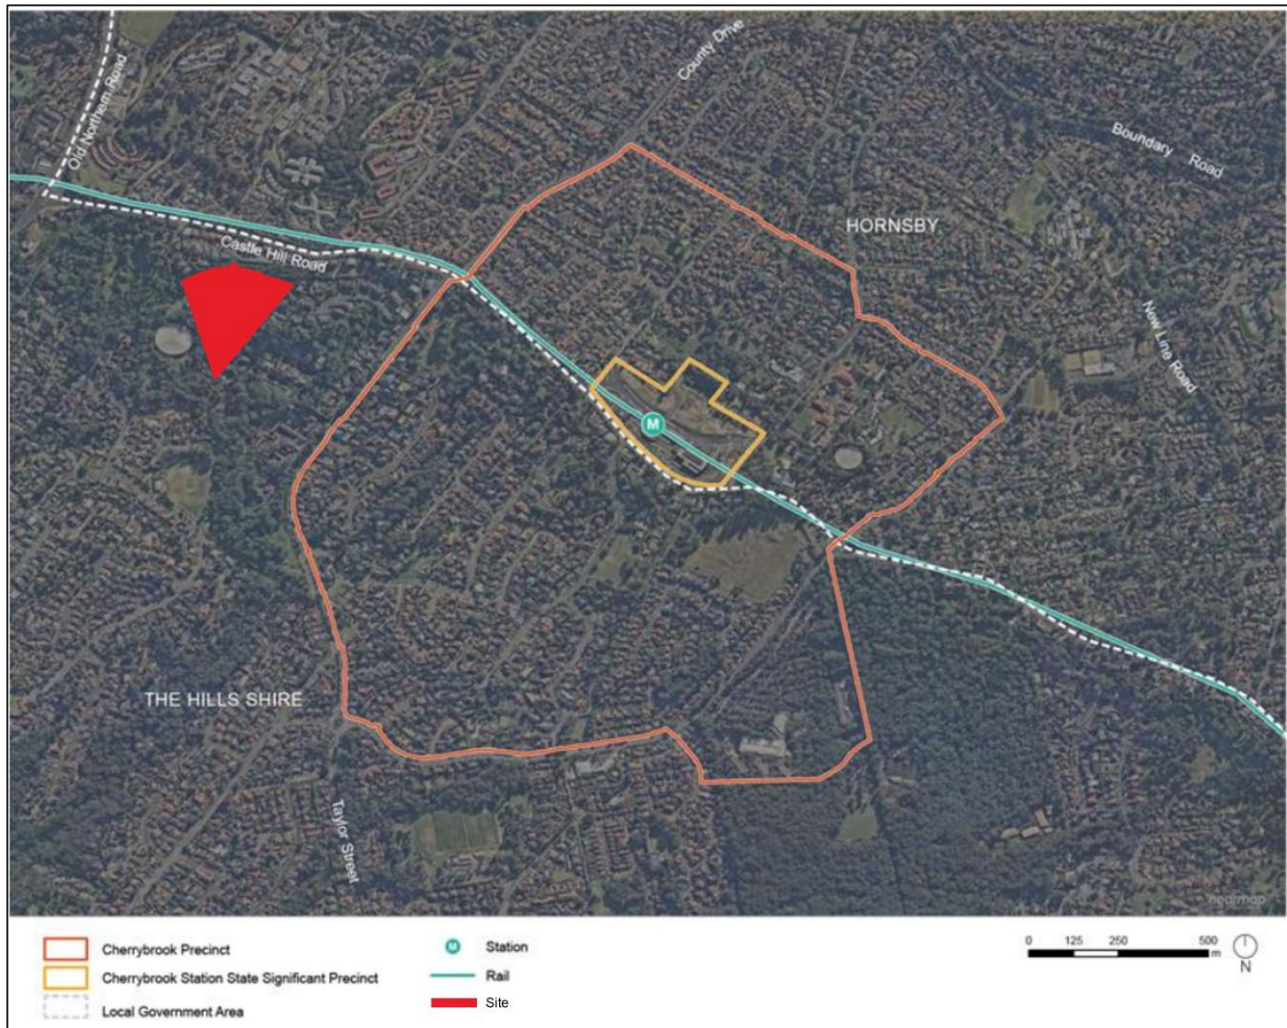 County Drive
Old Northern Road
Boundary Road
HORNSBY
Castle Hill Road
New Line Road
M
THE HILLS SHIRE
Taylor Street
nearmap
Cherrybrook Precinct
Cherrybrook Station State Significant Precinct
Local Government Area
M Station
Rail
Site
0 125 250 500
m
N